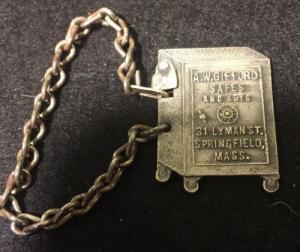 A.W. GIFFORD
SAFES
AND KEYS
31 LYMAN ST.
SPRINGFIELD,
MASS.